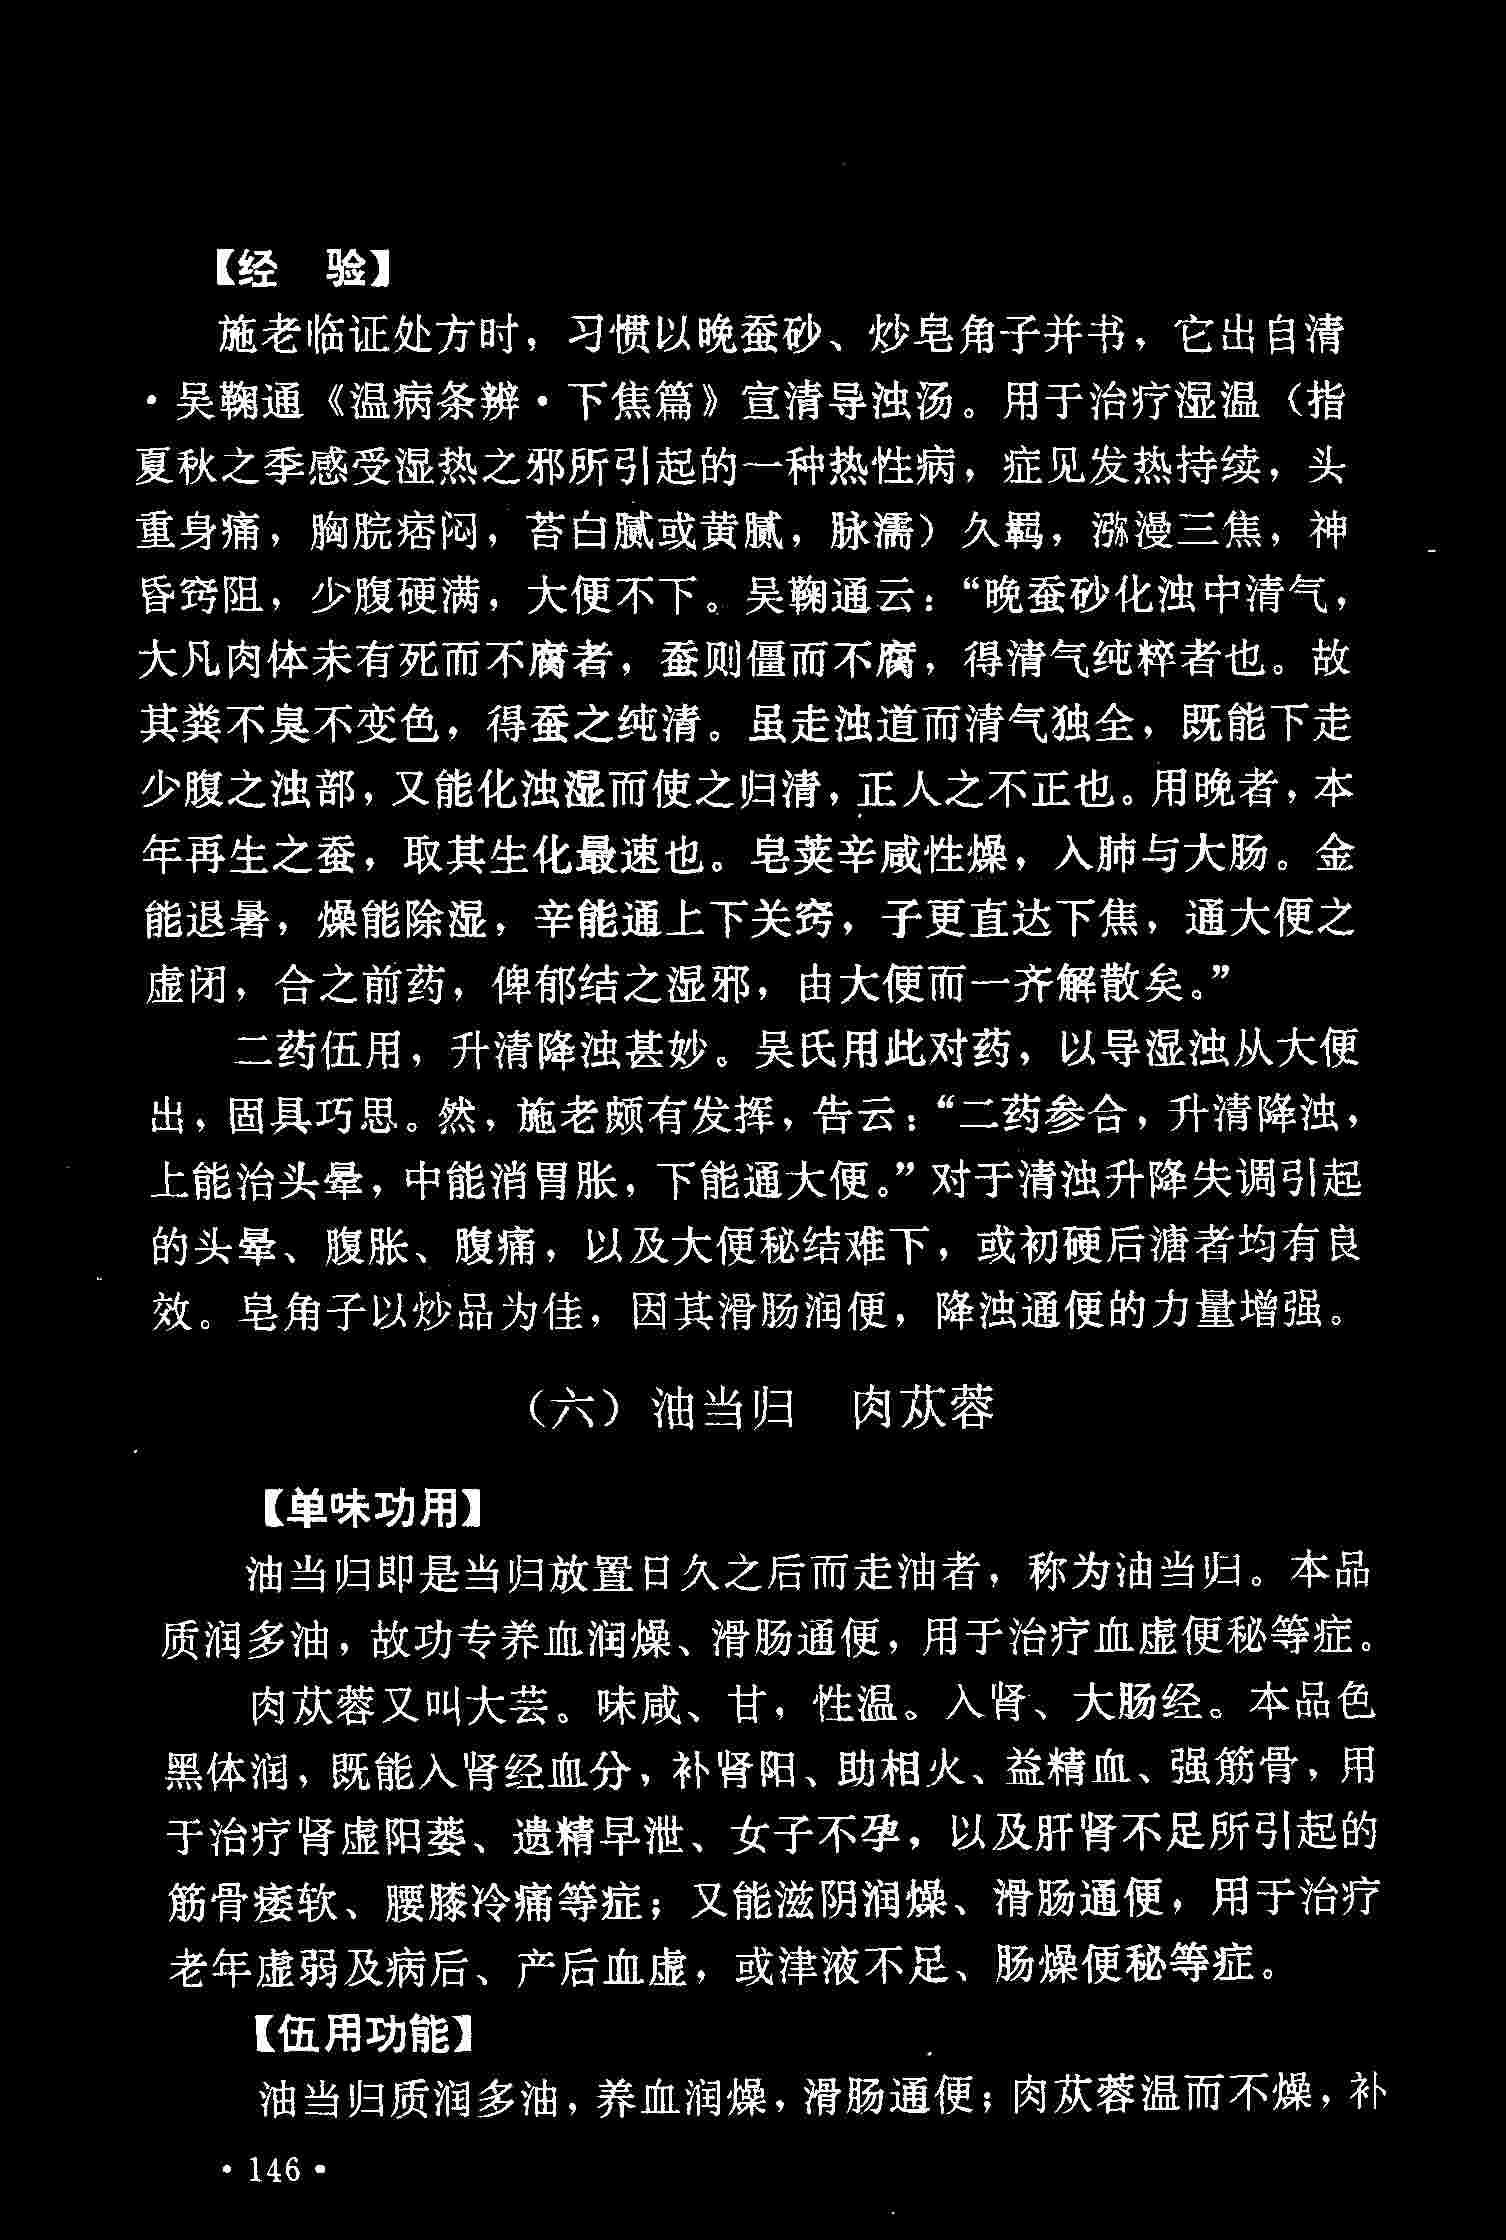 【经　验】
施老临证处方时，习惯以晚蚕砂、炒皂角子并书，它出自清
·吴鞠通《温病条辨·下焦篇》宣清导浊汤。用于治疗湿温（指
夏秋之季感受湿热之邪所引起的一种热性病，症见发热持续，头
重身痛，胸脘痞闷，苔白腻或黄腻，脉濡）久羁，漲漫三焦，神
昏窍阻，少腹硬满，大便不下。吴鞠通云：“晚蚕砂化浊中清气，
大凡肉体未有死而不腐者，蚕则僵而不腐，得清气纯粹者也。故
其粪不臭不变色，得蚕之纯清。虽走浊道而清气独全，既能下走
少腹之浊部，又能化浊湿而使之归清，正人之不正也。用晚者，本
年再生之蚕，取其生化最速也。皂荚辛咸性燥，入肺与大肠。金
能退暑，燥能除湿，辛能通上下关窍，子更直达下焦，通大便之
虚闭，合之前药，俾郁结之湿邪，由大便而一齐解散矣。”
二药伍用，升清降浊甚妙。吴氏用此对药，以导湿浊从大便
出，固具巧思。然，施老颇有发挥，告云：“二药参合，升清降浊，
上能治头晕，中能消胃胀，下能通大便。”对于清浊升降失调引起
的头晕、腹胀、腹痛，以及大便秘结难下，或初硬后溏者均有良
效。皂角子以炒品为佳，因其滑肠润便，降浊通便的力量增强。
（六）油当归　肉苁蓉
【单味功用】
油当归即是当归放置日久之后而走油者，称为油当归。本品
质润多油，故功专养血润燥、滑肠通便，用于治疗血虚便秘等症。
肉苁蓉又叫大芸。味咸、甘，性温。入肾、大肠经。本品色
黑体润，既能入肾经血分，补肾阳、助相火、益精血、强筋骨，用
于治疗肾虚阳萎、遗精早泄、女子不孕，以及肝肾不足所引起的
筋骨痿软、腰膝冷痛等症；又能滋阴润燥、滑肠通便，用于治疗
老年虚弱及病后、产后血虚，或津液不足、肠燥便秘等症。
【伍用功能】
油当归质润多油，养血润燥，滑肠通便；肉苁蓉温而不燥，补
·146·